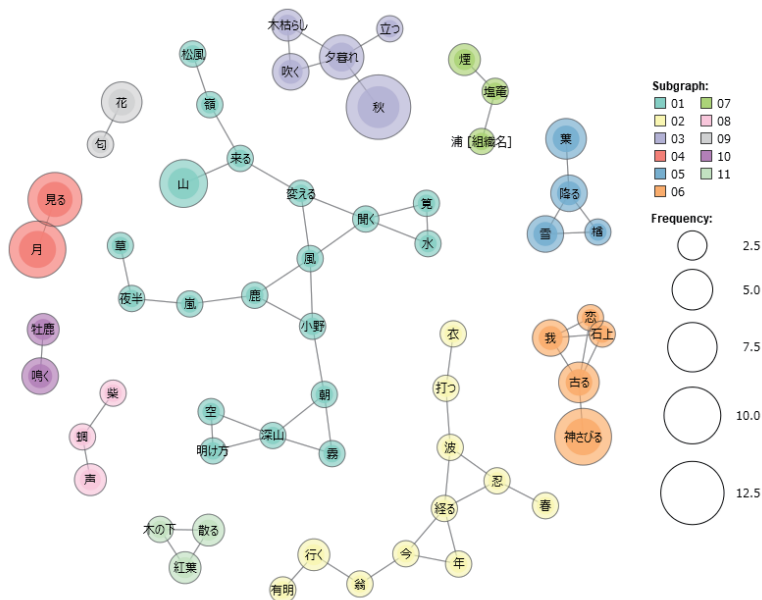 木枯らし
立つ
松風
夕暮れ
煙
吹く
塩竈
花
嶺
秋
葉
匂
浦 [組織名]
来る
山
変える
降る
見る
筧
聞く
雪
楢
月
水
草
風
夜半
嵐
鹿
小野
恋
牡鹿
衣
我
石上
鳴く
打つ
古る
柴
朝
空
蜩
深山
神さびる
明け方
霧
波
声
忍
春
経る
木の下
散る
今
年
行く
紅葉
有明
翁
Subgraph:
01 07
02 08
03 09
04 10
05 11
06
Frequency:
2.5
5.0
7.5
10.0
12.5